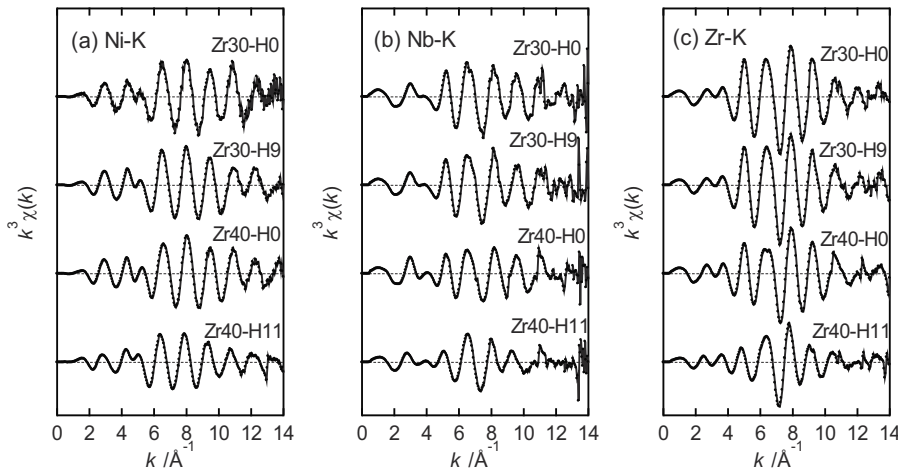 (a) Ni-K
Zr30-H0
Zr30-H9
Zr40-H0
Zr40-H11
k³χ(k)
0 2 4 6 8 10 12 14
k /Å⁻¹
(b) Nb-K
Zr30-H0
Zr30-H9
Zr40-H0
Zr40-H11
k³χ(k)
0 2 4 6 8 10 12 14
k /Å⁻¹
(c) Zr-K
Zr30-H0
Zr30-H9
Zr40-H0
Zr40-H11
k³χ(k)
0 2 4 6 8 10 12 14
k /Å⁻¹